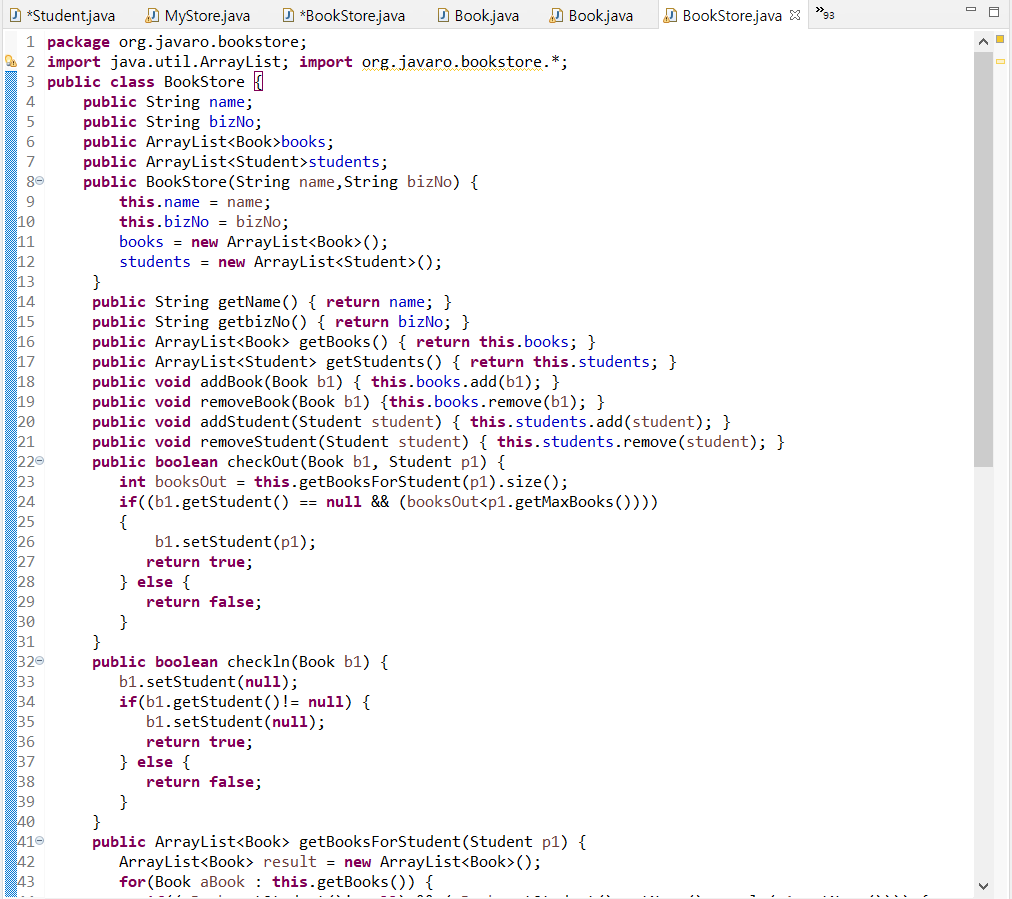 *Student.java MyStore.java *BookStore.java Book.java Book.java BookStore.java »93
1 package org.javaro.bookstore;
2 import java.util.ArrayList; import org.javaro.bookstore.*;
3 public class BookStore {
4 public String name;
5 public String bizNo;
6 public ArrayList<Book>books;
7 public ArrayList<Student>students;
8 public BookStore(String name,String bizNo) {
9 this.name = name;
10 this.bizNo = bizNo;
11 books = new ArrayList<Book>();
12 students = new ArrayList<Student>();
13 }
14 public String getName() { return name; }
15 public String getbizNo() { return bizNo; }
16 public ArrayList<Book> getBooks() { return this.books; }
17 public ArrayList<Student> getStudents() { return this.students; }
18 public void addBook(Book b1) { this.books.add(b1); }
19 public void removeBook(Book b1) {this.books.remove(b1); }
20 public void addStudent(Student student) { this.students.add(student); }
21 public void removeStudent(Student student) { this.students.remove(student); }
22 public boolean checkOut(Book b1, Student p1) {
23 int booksOut = this.getBooksForStudent(p1).size();
24 if((b1.getStudent() == null && (booksOut<p1.getMaxBooks())))
25 {
26 b1.setStudent(p1);
27 return true;
28 } else {
29 return false;
30 }
31 }
32 public boolean checkln(Book b1) {
33 b1.setStudent(null);
34 if(b1.getStudent()!= null) {
35 b1.setStudent(null);
36 return true;
37 } else {
38 return false;
39 }
40 }
41 public ArrayList<Book> getBooksForStudent(Student p1) {
42 ArrayList<Book> result = new ArrayList<Book>();
43 for(Book aBook : this.getBooks()) {